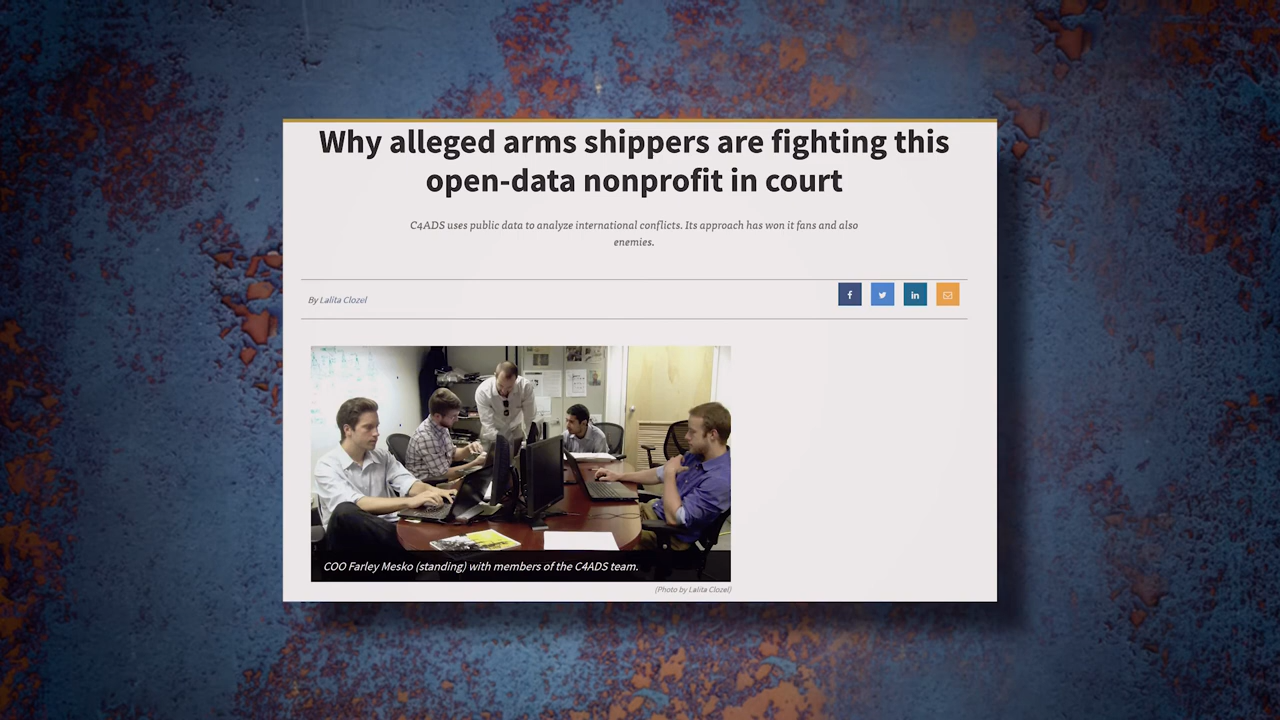 Why alleged arms shippers are fighting this
open-data nonprofit in court
C4ADS uses public data to analyze international conflicts. Its approach has won it fans and also
enemies.
By Lalita Clozel
COO Farley Mesko (standing) with members of the C4ADS team.
(Photo by Lalita Clozel)